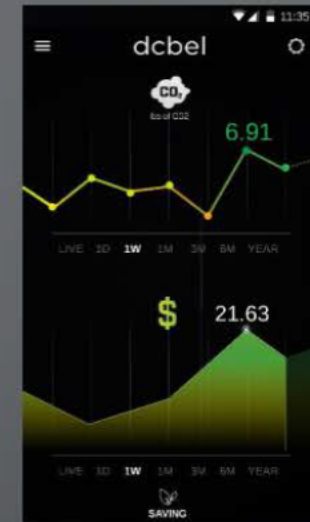 11:35
dcbel
CO₂
lbs of CO2
6.91
LIVE 1D 1W 1M 3M 6M YEAR
$ 21.63
LIVE 1D 1W 1M 3M 6M YEAR
SAVING